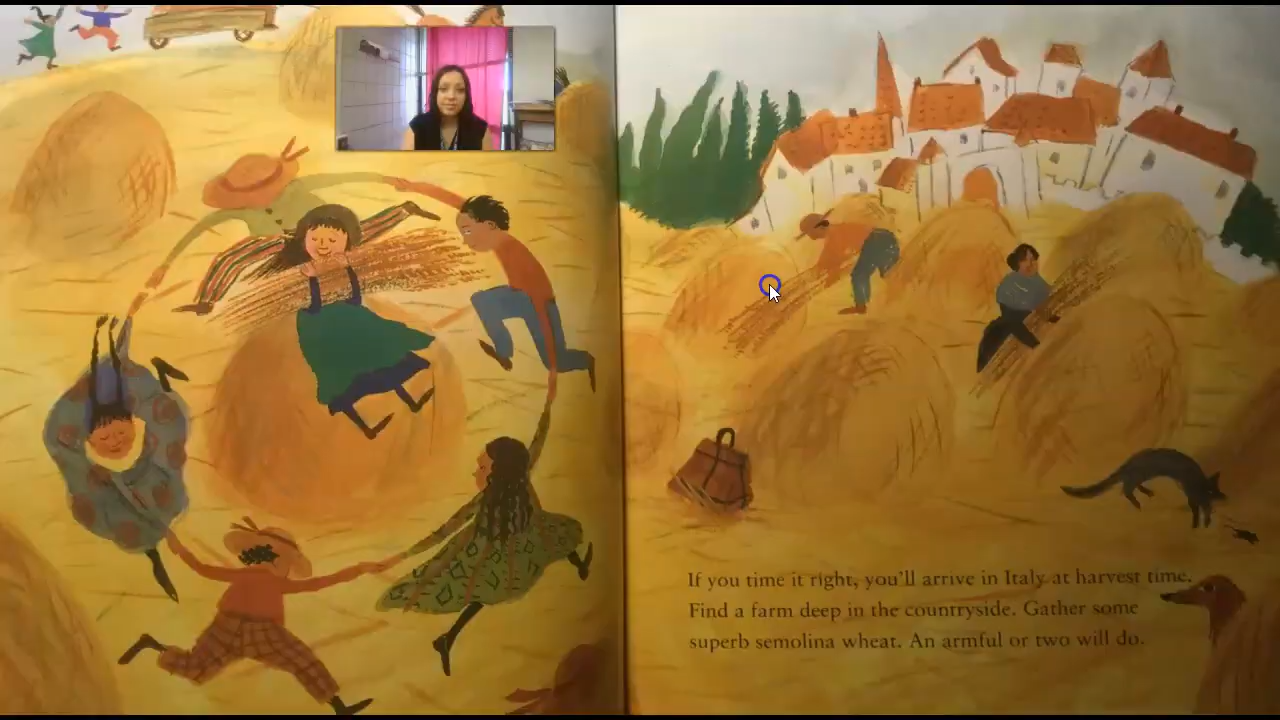 If you time it right, you'll arrive in Italy at harvest time.
Find a farm deep in the countryside. Gather some
superb semolina wheat. An armful or two will do.